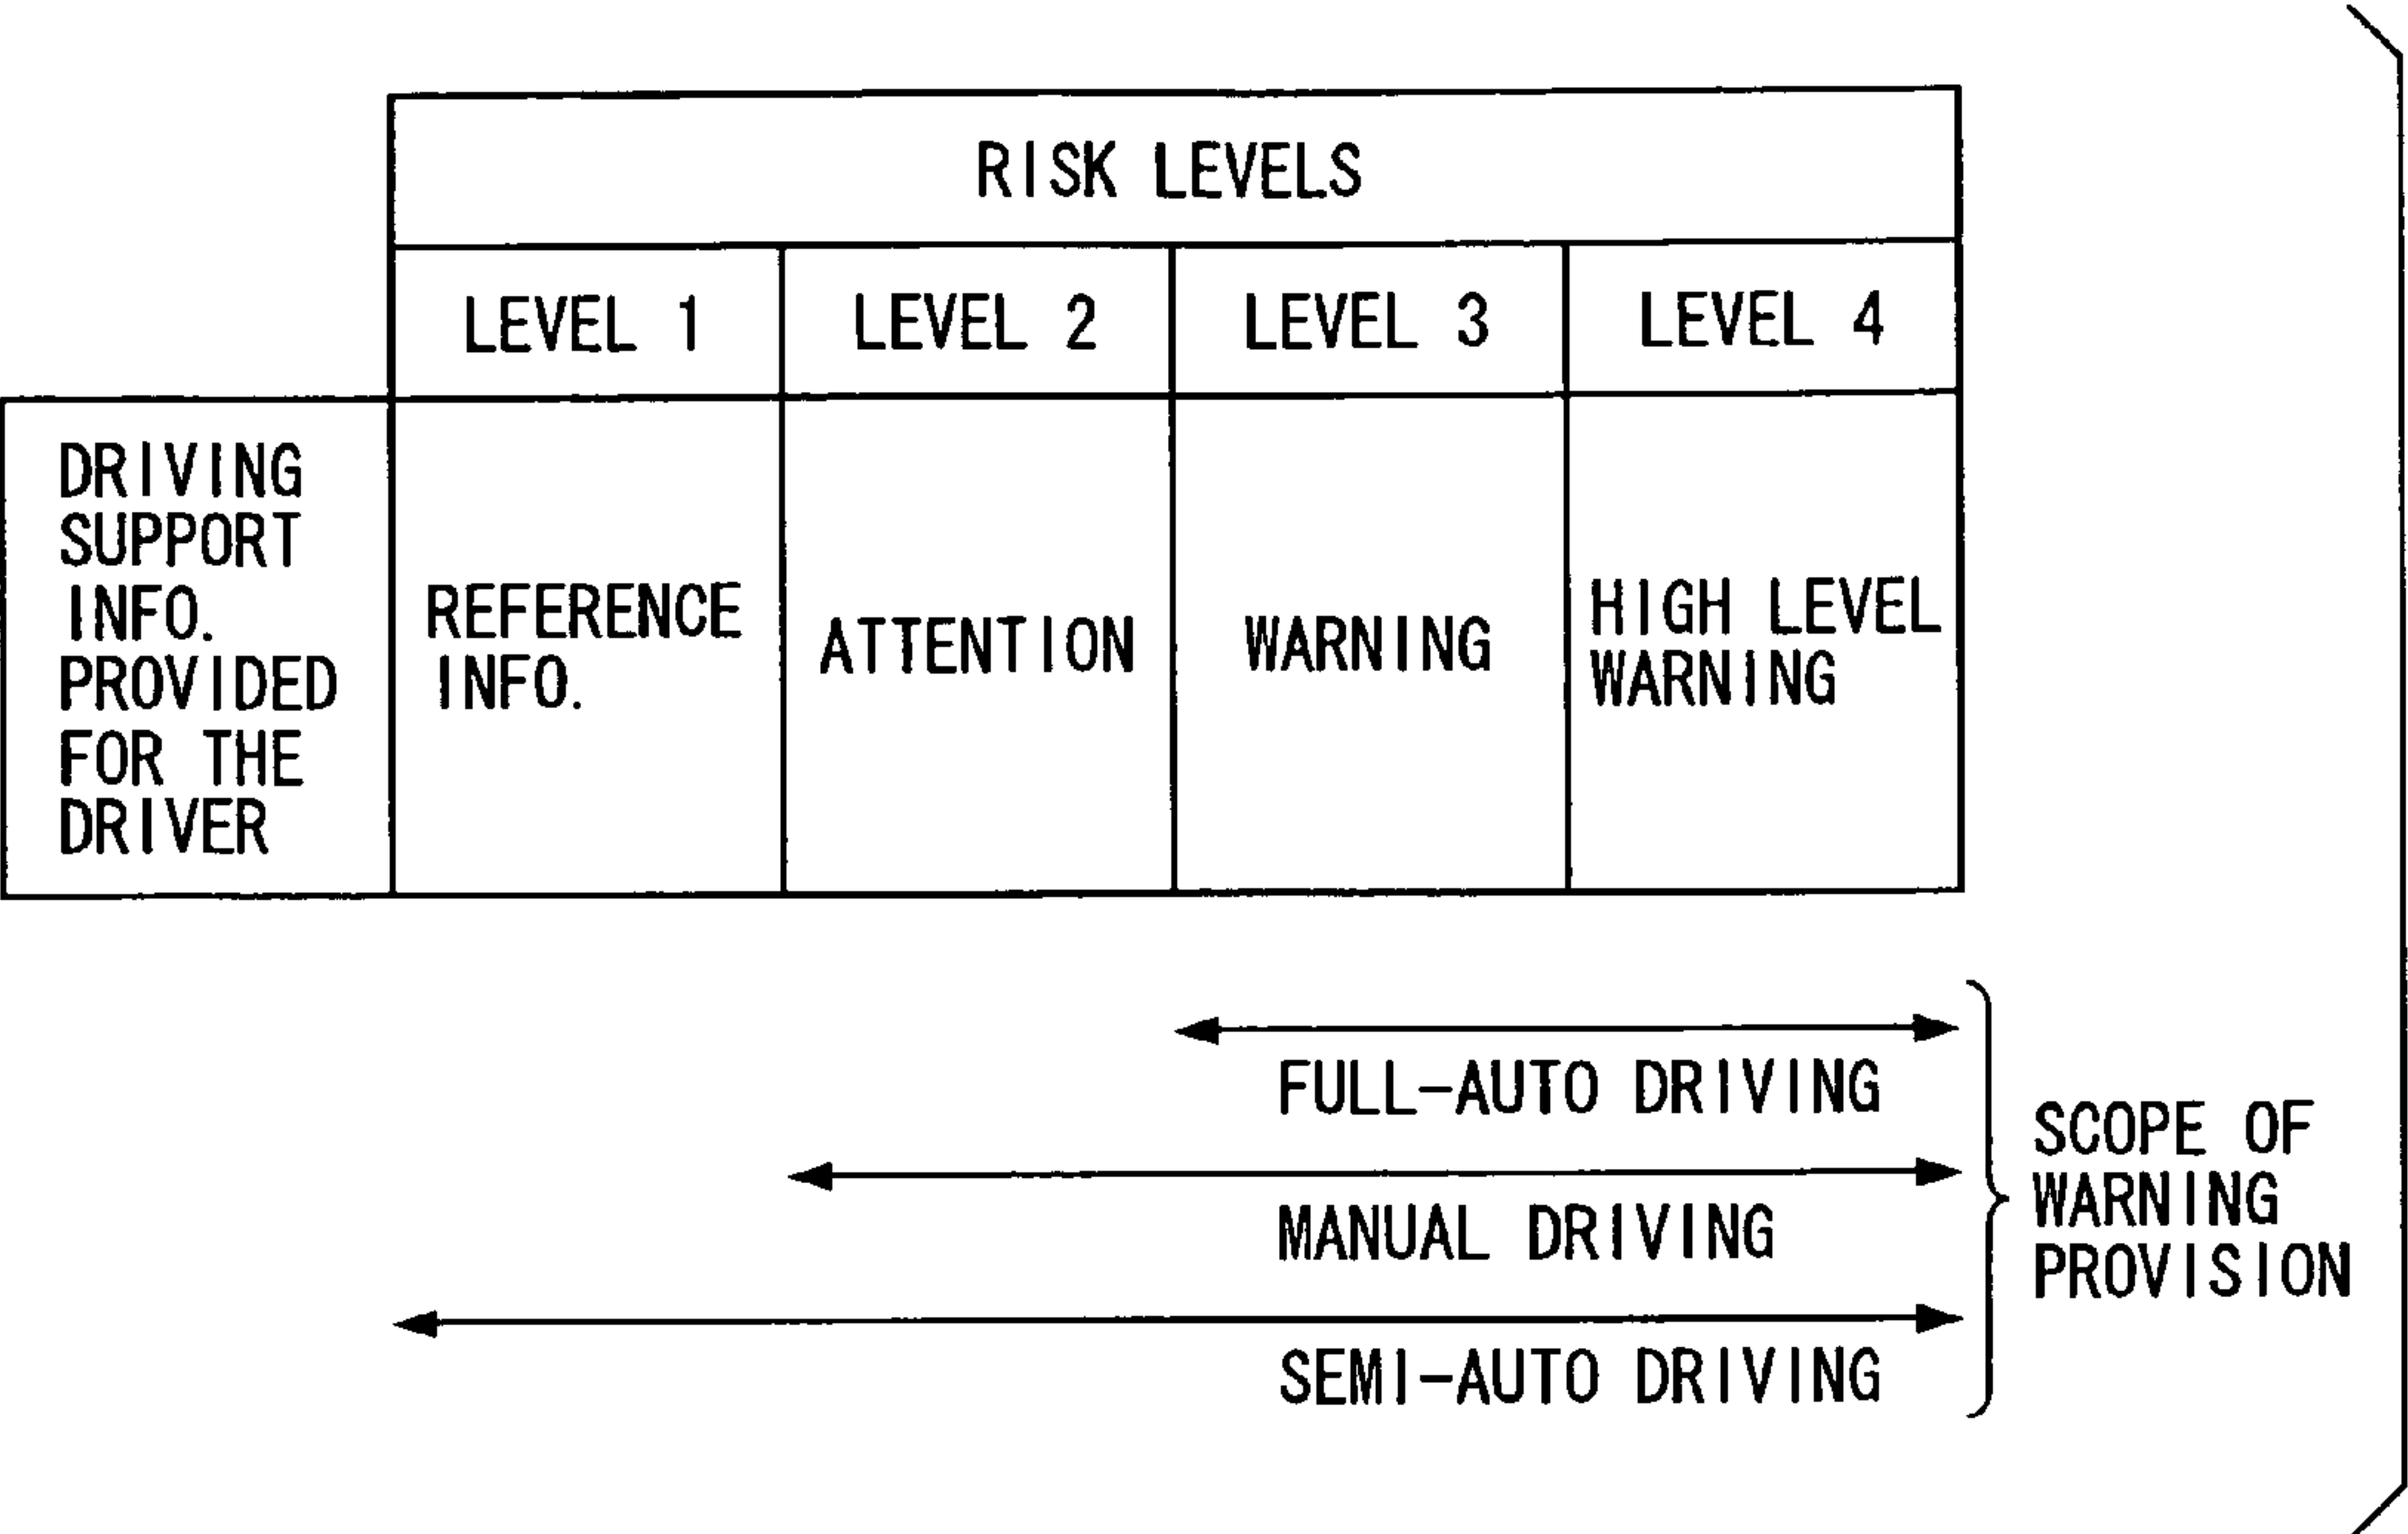 RISK LEVELS
LEVEL 1
LEVEL 2
LEVEL 3
LEVEL 4
DRIVING
SUPPORT
INFO.
PROVIDED
FOR THE
DRIVER
REFERENCE
INFO.
ATTENTION
WARNING
HIGH LEVEL
WARNING
FULL-AUTO DRIVING
MANUAL DRIVING
SEMI-AUTO DRIVING
SCOPE OF
WARNING
PROVISION